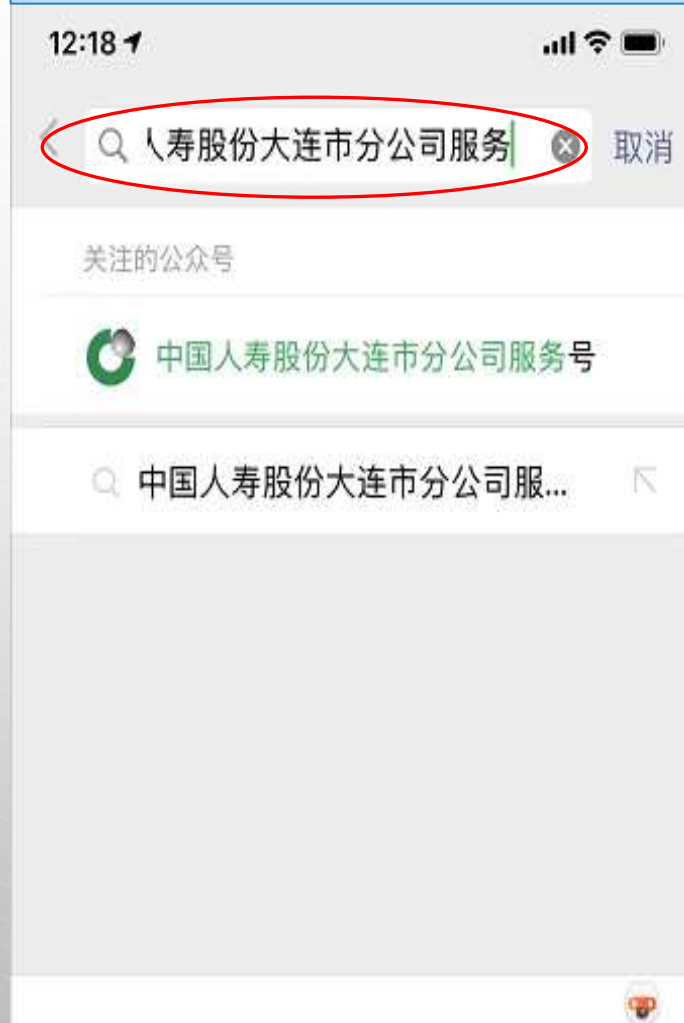 12:18
人寿股份大连市分公司服务
取消
关注的公众号
中国人寿股份大连市分公司服务号
中国人寿股份大连市分公司服...